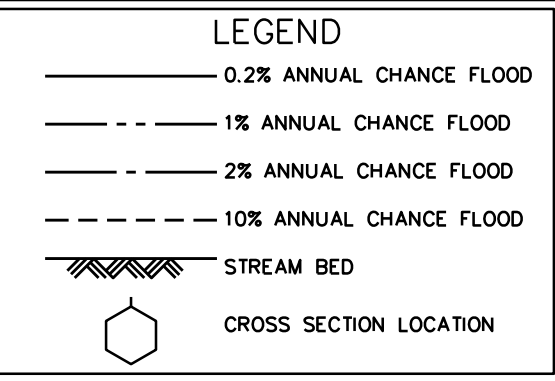 LEGEND
0.2% ANNUAL CHANCE FLOOD
1% ANNUAL CHANCE FLOOD
2% ANNUAL CHANCE FLOOD
10% ANNUAL CHANCE FLOOD
STREAM BED
CROSS SECTION LOCATION